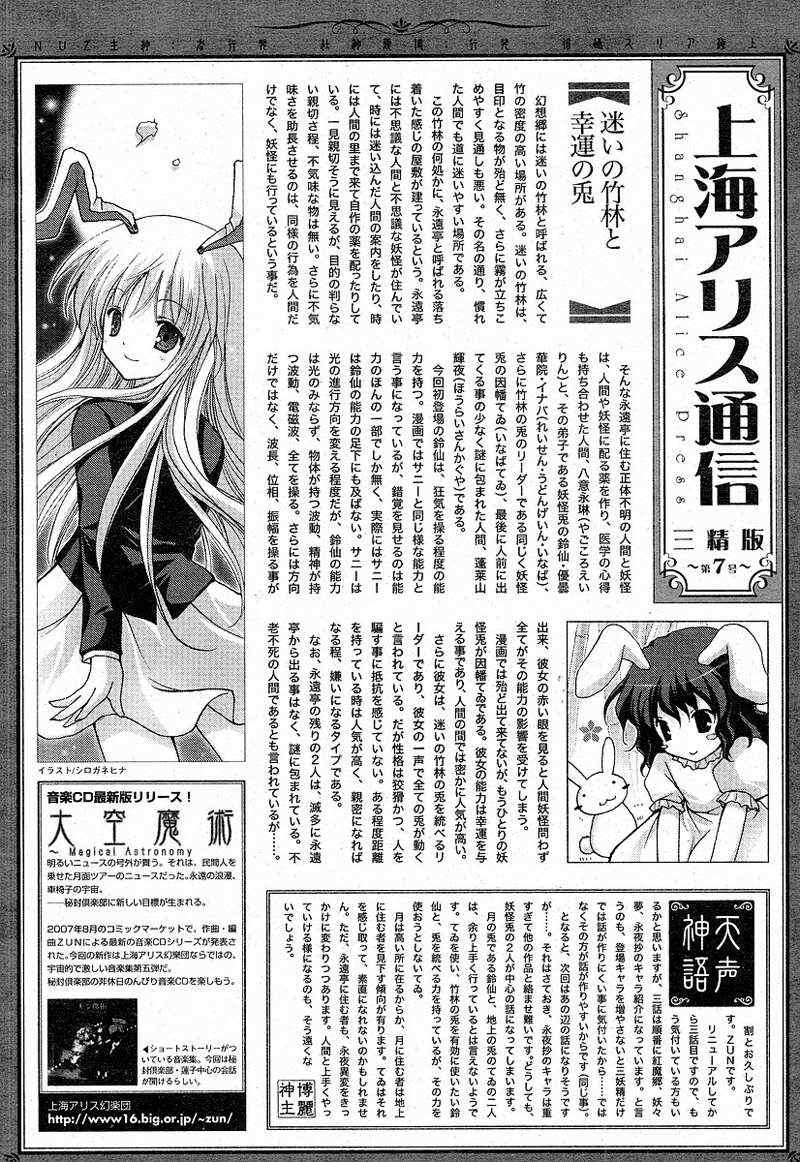 上海アリス通信
Shanghai Alice Press
三精版
～第7号～
迷いの竹林と
幸運の兎
幻想郷には迷いの竹林と呼ばれる、広くて
竹の密度の高い場所がある。迷いの竹林は、
目印となる物が殆ど無く、さらに霧が立ちこ
めやすく見通しも悪い。その名の通り、慣れ
た人間でも道に迷いやすい場所である。
この竹林の何処かに、永遠亭と呼ばれる落ち
着いた感じの屋敷が建っているという。永遠亭
には不思議な人間と不思議な妖怪が住んでい
て、時には迷い込んだ人間の案内をしたり、時
には人間の里まで来て自作の薬を配ったりして
いる。一見親切そうに見えるが、目的の判らな
い親切さ程、不気味な物は無い。さらに不気
味さを助長させるのは、同様の行為を人間だ
けでなく、妖怪にも行っているという事だ。
そんな永遠亭に住む正体不明の人間と妖怪
は、人間や妖怪に配る薬を作り、医学の心得
も持ち合わせた人間、八意永琳(やごころえい
りん)と、その弟子である妖怪兎の鈴仙・優曇
華院・イナバ(れいせん・うどんげいん・いなば)、
さらに竹林の兎のリーダーである同じく妖怪
兎の因幡てゐ(いなばてゐ)、最後に人前に出
てくる事の少なく謎に包まれた人間、蓬莱山
輝夜(ほうらいさんかぐや)である。
今回初登場の鈴仙は、狂気を操る程度の能
力を持つ。漫画ではサニーと同じ様な能力と
言う事になっているが、錯覚を見せるのは能
力のほんの一部でしか無く、実際にはサニー
は鈴仙の能力の足下にも及ばない。サニーは
光の進行方向を変える程度だが、鈴仙の能力
は光のみならず、物体が持つ波動、精神が持
つ波動、電磁波、全てを操る。さらには方向
だけではなく、波長、位相、振幅を操る事が
出来、彼女の赤い眼を見ると人間妖怪問わず
全てがその能力の影響を受けてしまう。
漫画では殆ど出て来てないが、もうひとりの妖
怪兎が因幡てゐである。彼女の能力は幸運を与
える事であり、人間の間では密かに人気が高い。
さらに彼女は、迷いの竹林の兎を統べるリ
ーダーであり、彼女の一声で全ての兎が動く
と言われている。だが性格は狡猾かつ、人を
騙す事に抵抗を感じていない。ある程度距離
を持っている時は人気が高く、親密になれば
なる程、嫌いになるタイプである。
なお、永遠亭の残りの2人は、滅多に永遠
亭から出る事はなく、謎に包まれている。不
老不死の人間であるとも言われているが……。
イラスト/シロガネヒナ
音楽CD最新版リリース！
大空魔術
～ Magical Astronomy
明るいニュースの号外が舞う。それは、民間人を
乗せた月面ツアーのニュースだった。永遠の浪漫、
車椅子の宇宙。
――秘封倶楽部に新しい目標が生まれる。
2007年8月のコミックマーケットで、作曲・編
曲ZUNによる最新の音楽CDシリーズが発表さ
れた。今回の新作は上海アリス幻樂団ならではの、
宇宙的で激しい音楽集第五弾だ。
秘封倶楽部の非休日のんびり音楽CDを楽しもう。
◀ショートストーリーがつ
いている音楽集。今回は秘
封倶楽部・蓮子中心の会話
が聞けるらしい。
上海アリス幻樂団
http://www16.big.or.jp/~zun/
天声
神語
割とお久しぶりで
す。ZUNです。
リニューアルしてか
ら三話目ですので、も
う気付いている方もい
るかと思いますが、三話は順番に紅魔郷、妖々
夢、永夜抄のキャラ紹介になっています。と言
うのも、登場キャラを増やさないと三妖精だけ
では話が作りにくい事に気付いたから――では
なくその方が話が作りやすいからです(同じ事)。
となると、次回はあの辺の話になりそうです
が……。それはさておき、永夜抄のキャラは重
すぎて他の作品と絡ませ難いです。どうしても、
妖怪兎の2人が中心の話になってしまいます。
月の兎である鈴仙と、地上の兎のてゐの二人
は、余り上手く行っているとは言えないようで
す。てゐを使い、竹林の兎を有効に使いたい鈴
仙と、兎を統べる力を持っているが、その力を
使おうとしないてゐ。
月は高い所に在るからか、月に住む者は地上
に住む者を見下す傾向が有ります。てゐはそれ
を感じ取って、素直になれないのかもしれませ
ん。ただ、永遠亭に住む者も、永夜異変をきっ
かけに変わりつつあります。人間と上手くやっ
ていける様になるのも、そう遠くな
いでしょう。
博麗
神主